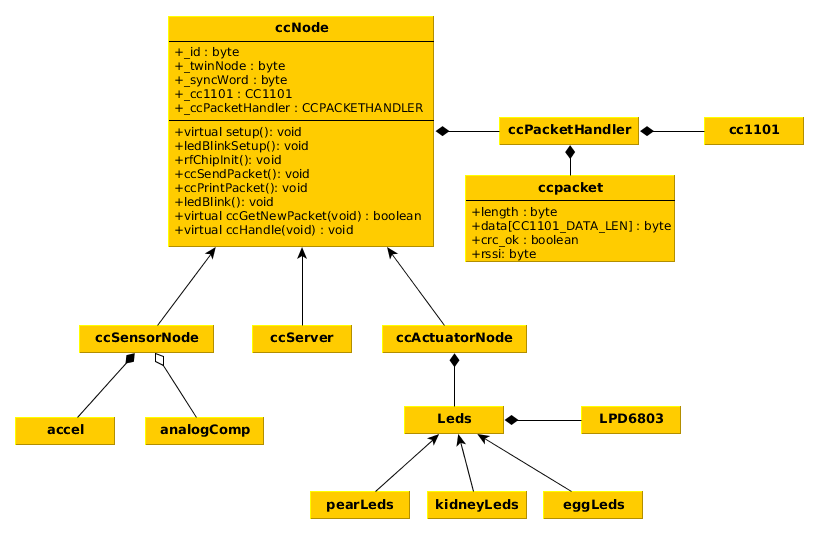 ccNode
+_id : byte
+_twinNode : byte
+_syncWord : byte
+_cc1101 : CC1101
+_ccPacketHandler : CCPACKETHANDLER
+virtual setup(): void
+ledBlinkSetup(): void
+rfChipInit(): void
+ccSendPacket(): void
+ccPrintPacket(): void
+ledBlink(): void
+virtual ccGetNewPacket(void) : boolean
+virtual ccHandle(void) : void
ccPacketHandler
cc1101
ccpacket
+length : byte
+data[CC1101_DATA_LEN] : byte
+crc_ok : boolean
+rssi: byte
ccSensorNode
ccServer
ccActuatorNode
accel
analogComp
Leds
LPD6803
pearLeds
kidneyLeds
eggLeds